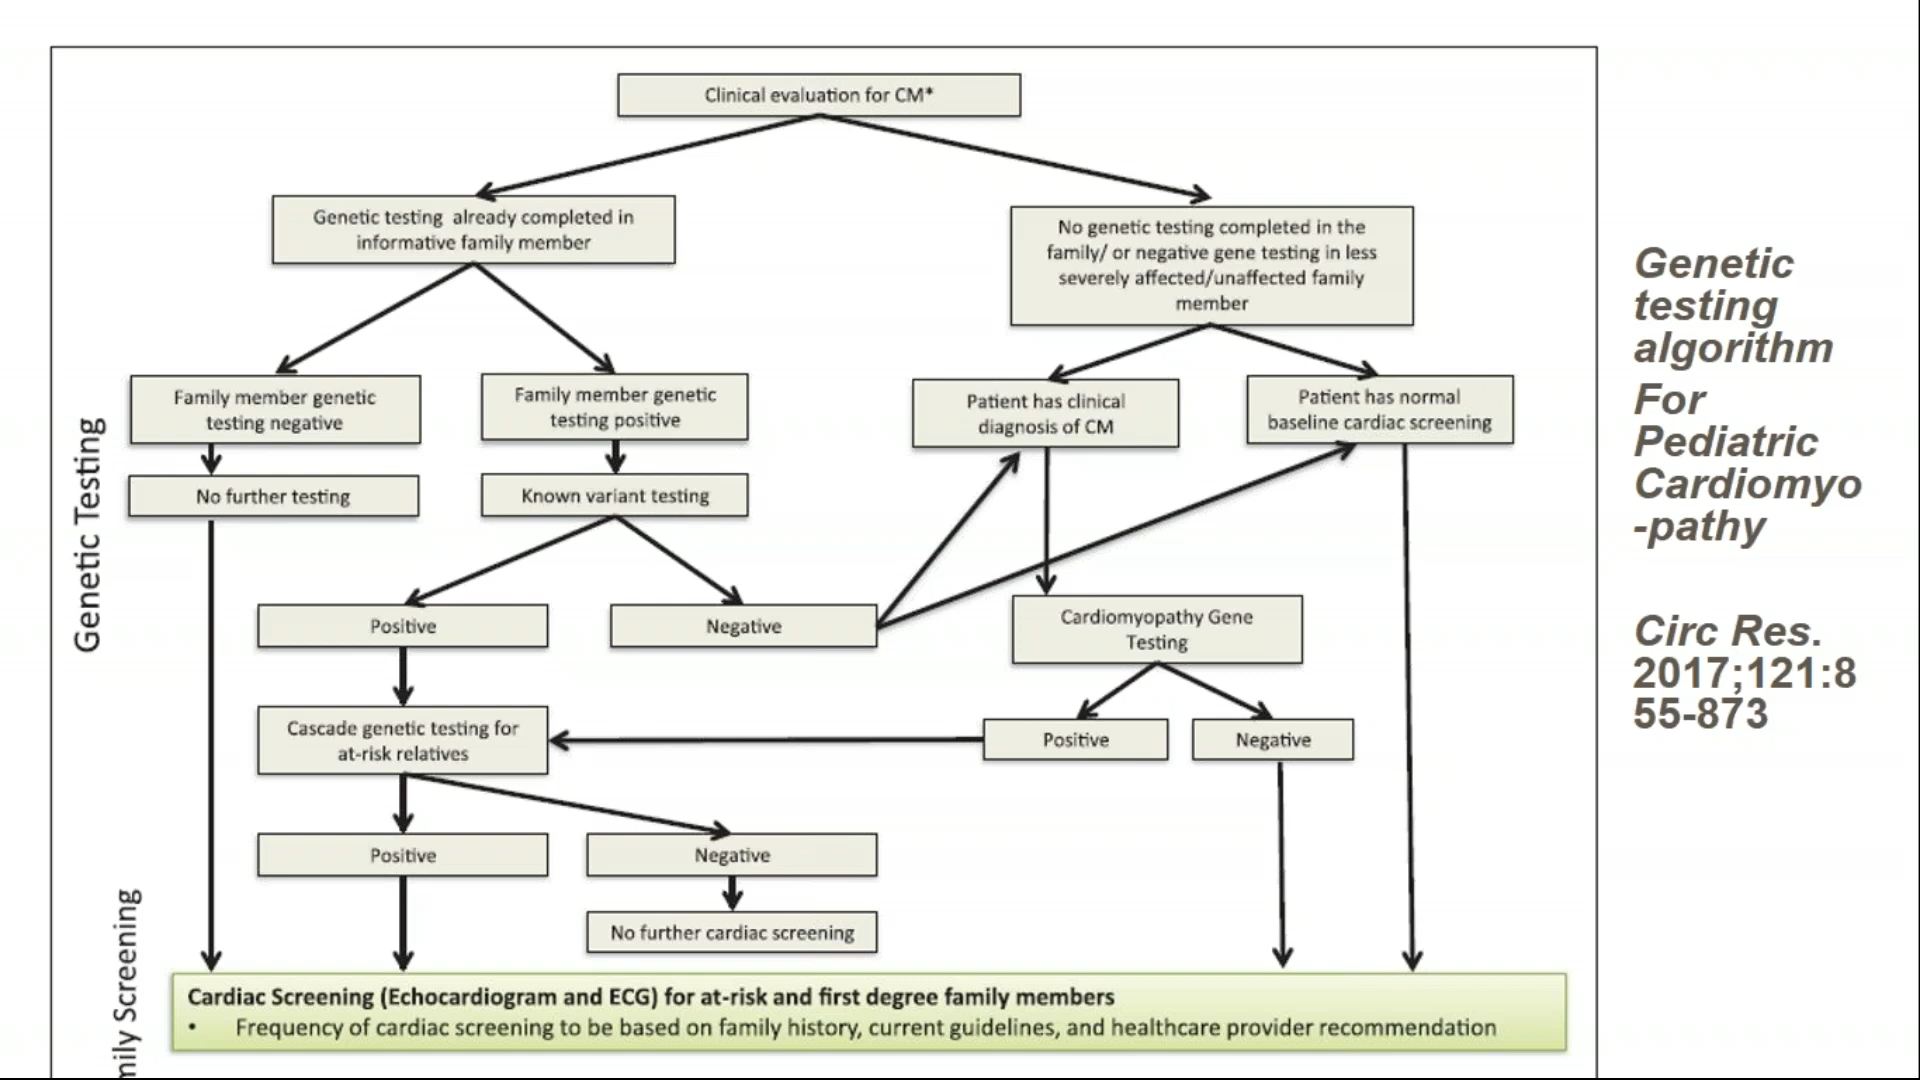 Clinical evaluation for CM*
Genetic testing already completed in
informative family member
No genetic testing completed in the
family/ or negative gene testing in less
severely affected/unaffected family
member
Family member genetic
testing negative
Family member genetic
testing positive
Patient has clinical
diagnosis of CM
Patient has normal
baseline cardiac screening
No further testing
Known variant testing
Positive
Negative
Cardiomyopathy Gene
Testing
Cascade genetic testing for
at-risk relatives
Positive
Negative
Positive
Negative
No further cardiac screening
Cardiac Screening (Echocardiogram and ECG) for at-risk and first degree family members
• Frequency of cardiac screening to be based on family history, current guidelines, and healthcare provider recommendation
Genetic Testing
mily Screening
Genetic
testing
algorithm
For
Pediatric
Cardiomyo
-pathy
Circ Res.
2017;121:8
55-873